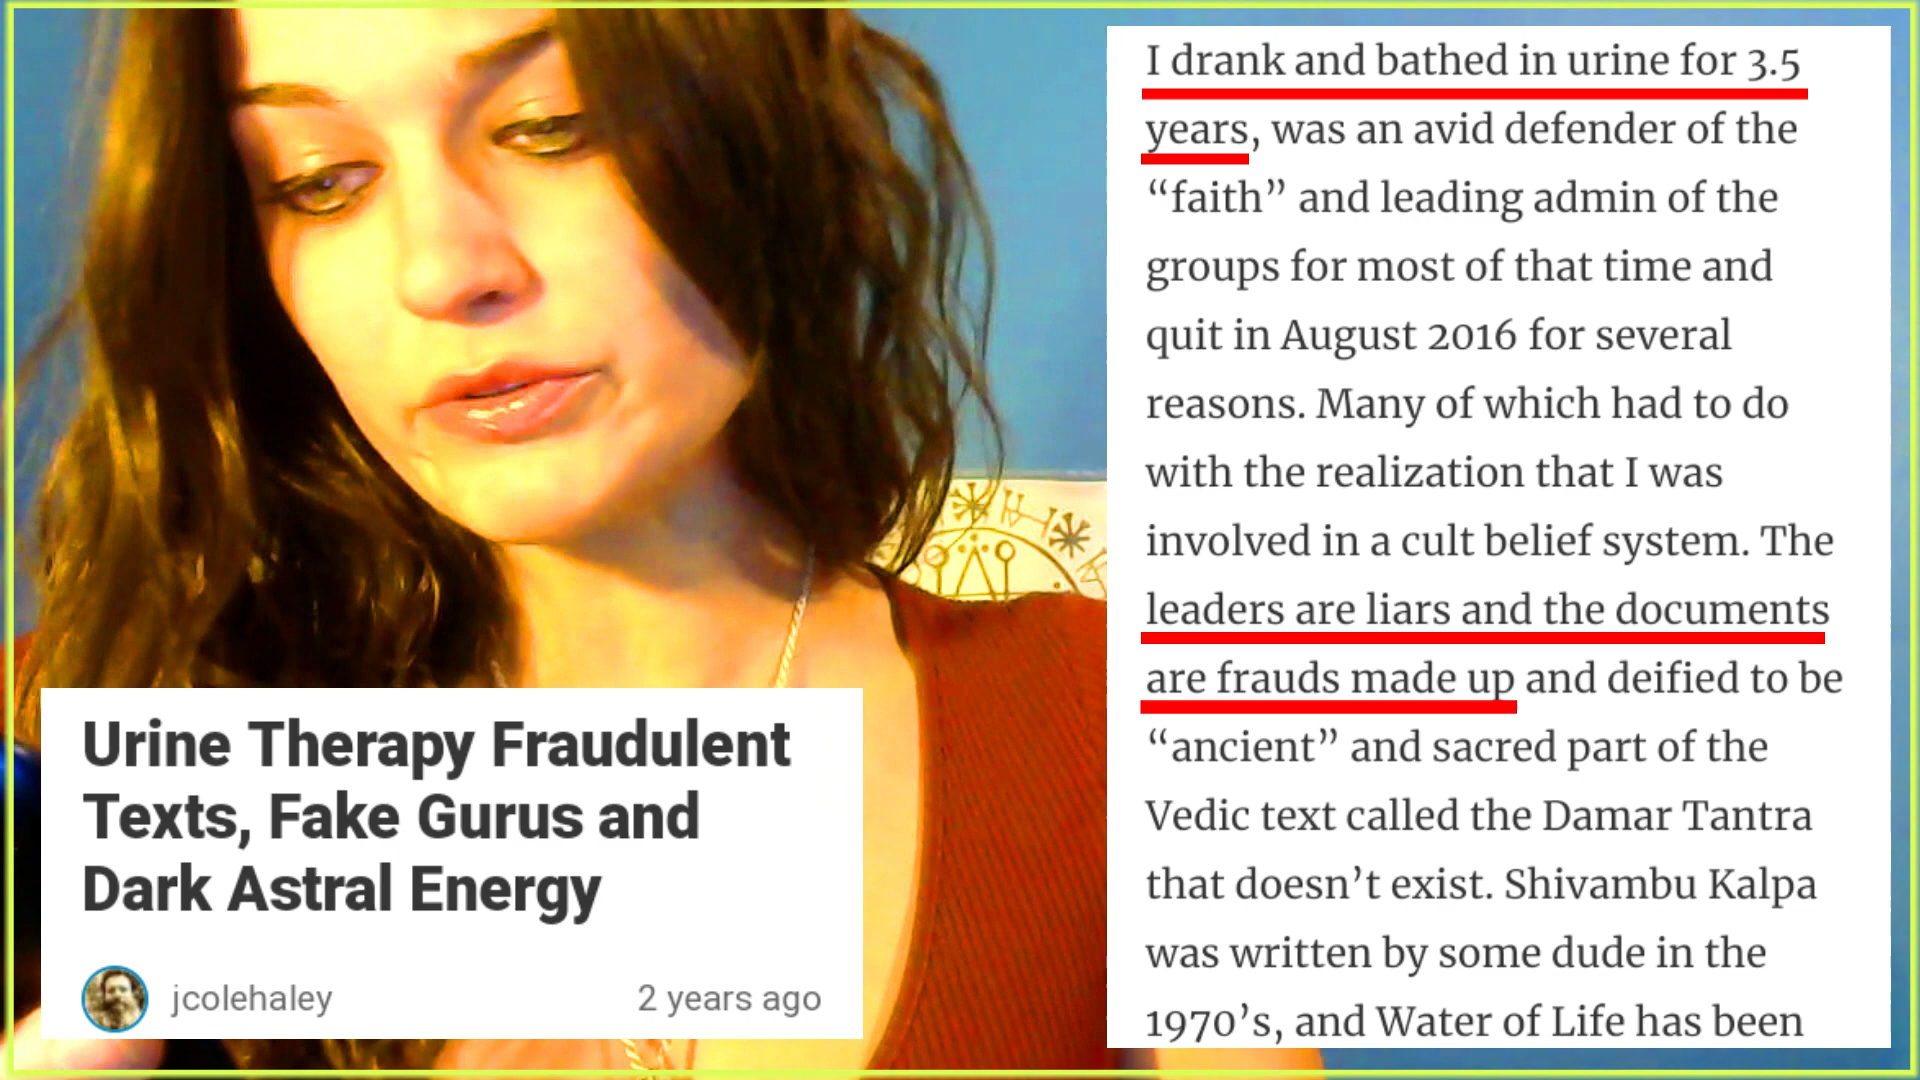 I drank and bathed in urine for 3.5
years, was an avid defender of the
“faith” and leading admin of the
groups for most of that time and
quit in August 2016 for several
reasons. Many of which had to do
with the realization that I was
involved in a cult belief system. The
leaders are liars and the documents
are frauds made up and deified to be
“ancient” and sacred part of the
Vedic text called the Damar Tantra
that doesn’t exist. Shivambu Kalpa
was written by some dude in the
1970’s, and Water of Life has been
Urine Therapy Fraudulent
Texts, Fake Gurus and
Dark Astral Energy
jcolehaley
2 years ago